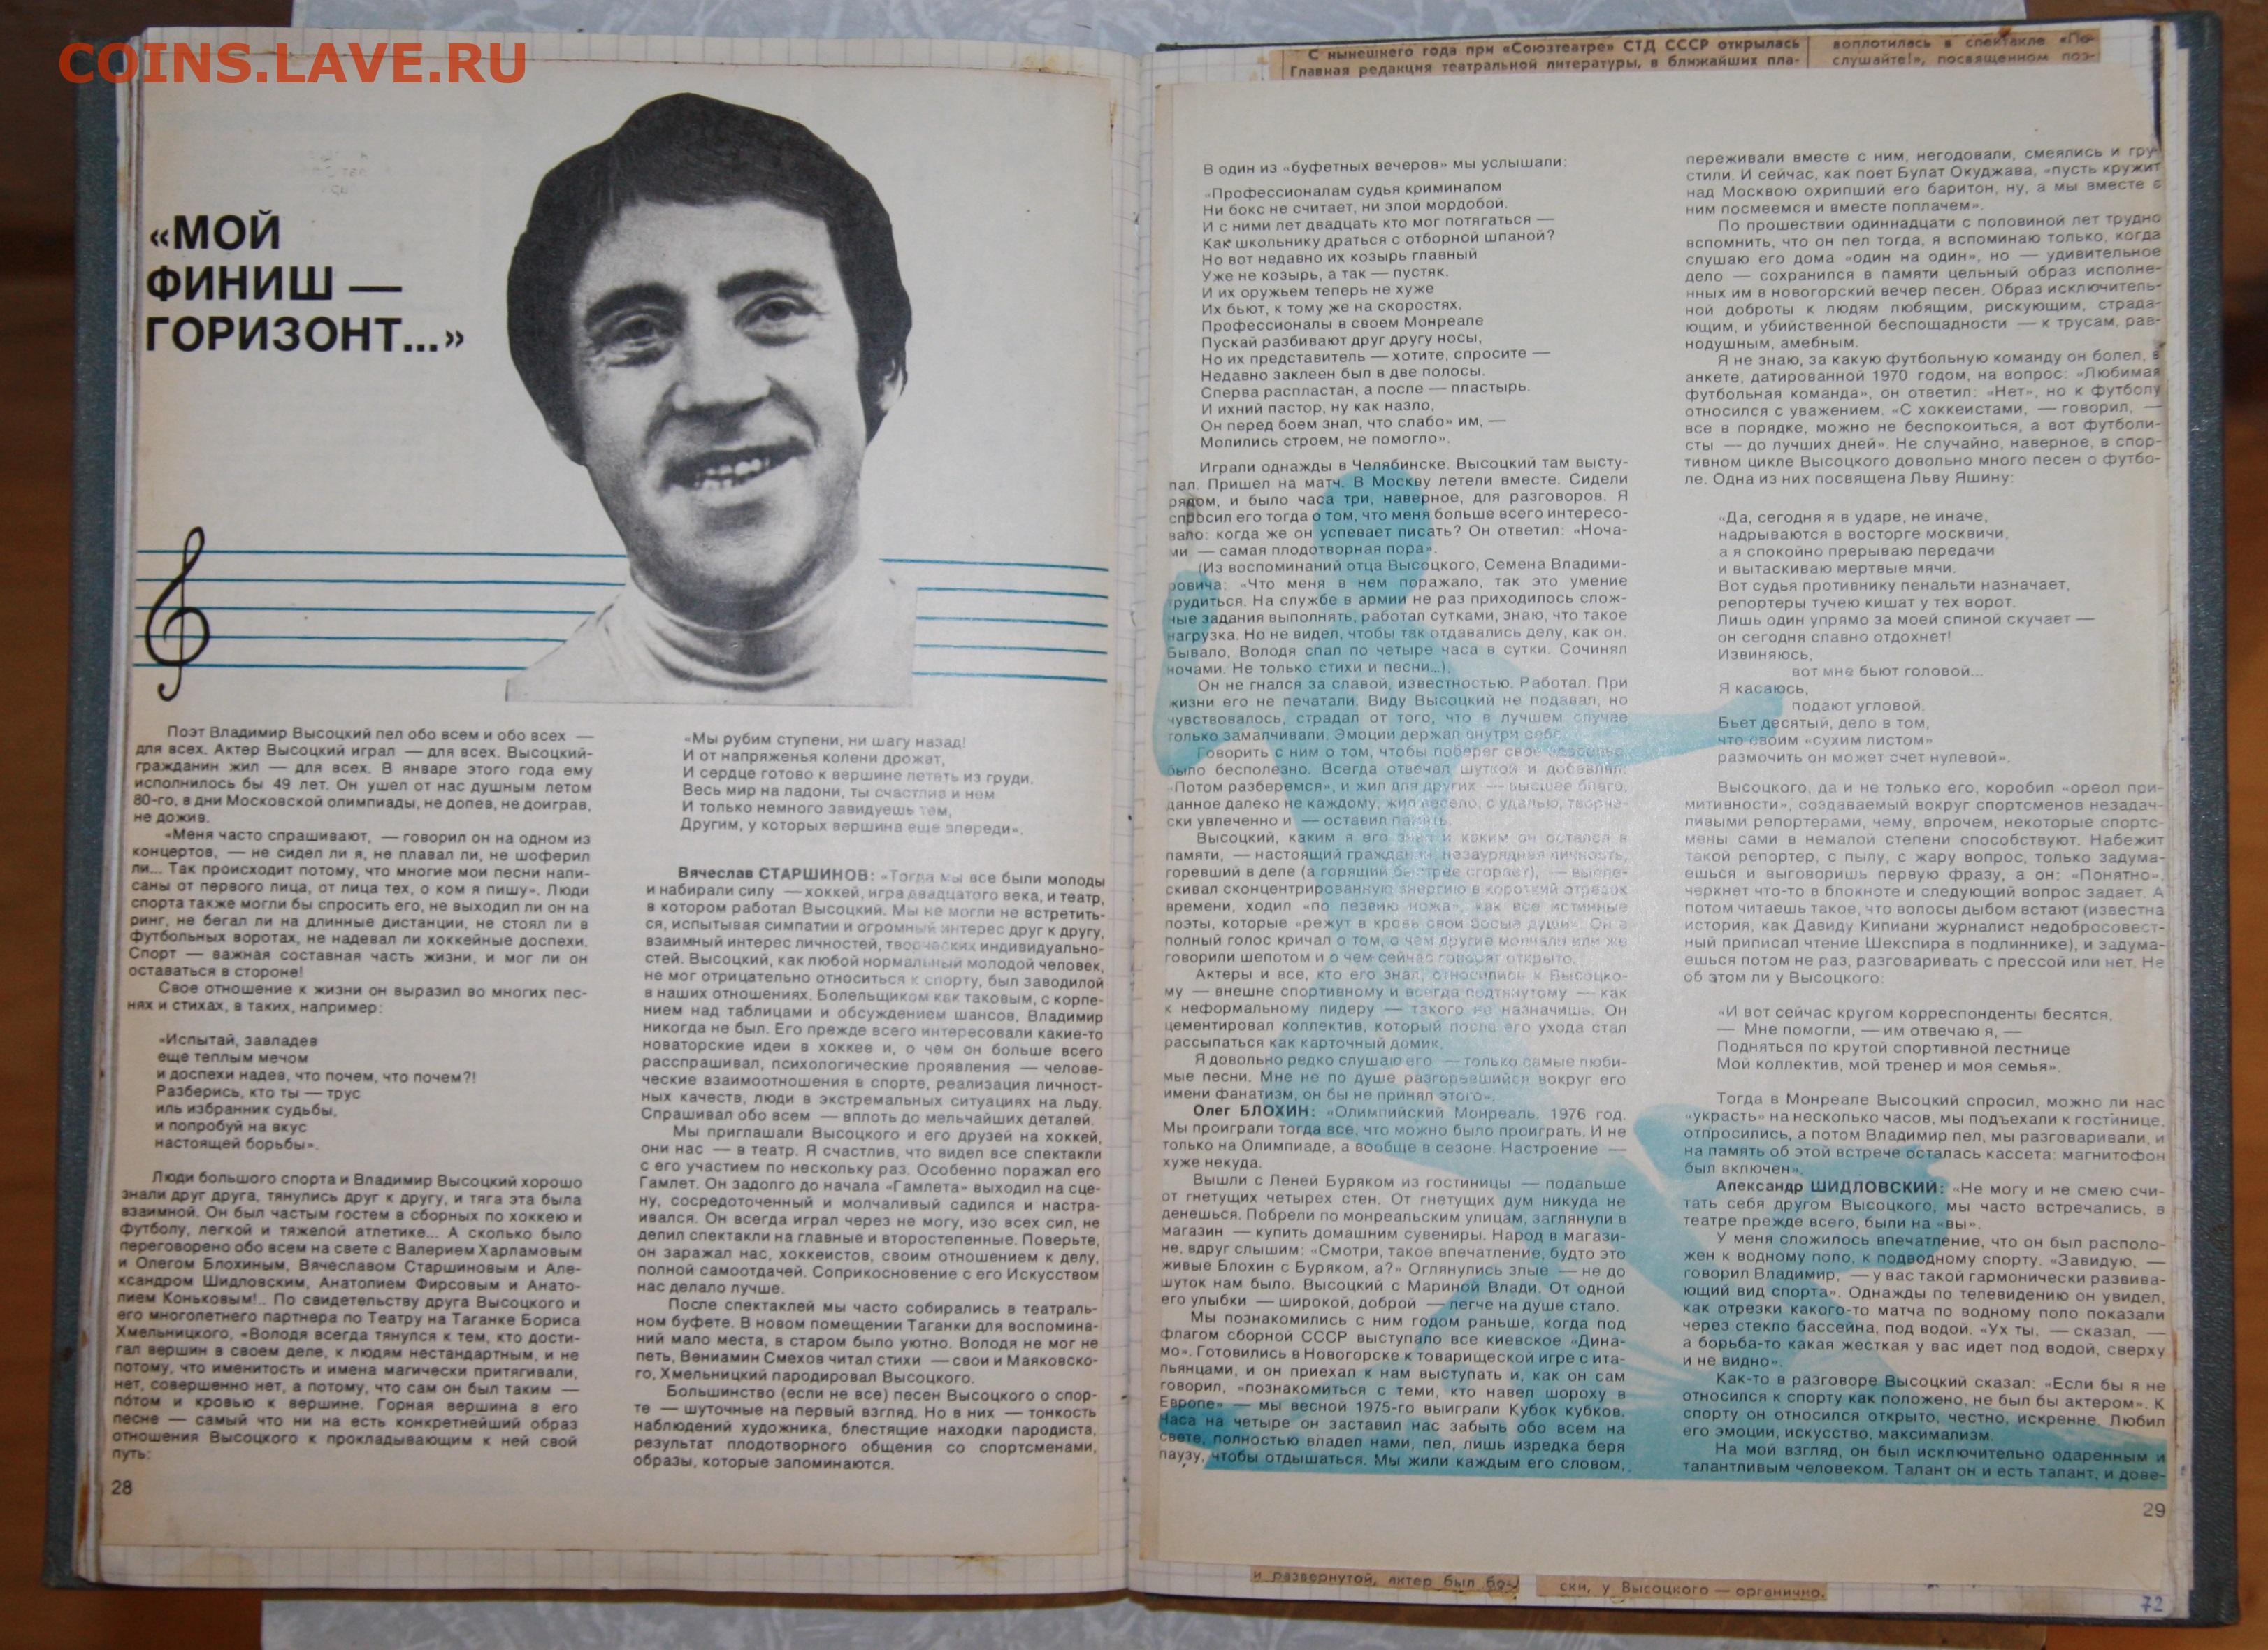 COINS.LAVE.RU
«МОЙ
ФИНИШ —
ГОРИЗОНТ...»
Поэт Владимир Высоцкий пел обо всем и обо всех —
для всех. Актер Высоцкий играл — для всех. Высоцкий-
гражданин жил — для всех. В январе этого года ему
исполнилось бы 49 лет. Он ушел от нас душным летом
80-го, в дни Московской олимпиады, не допев, не доиграв,
не дожив.
«Меня часто спрашивают, — говорил он на одном из
концертов, — не сидел ли я, не плавал ли, не шоферил
ли... Так происходит потому, что многие мои песни напи-
саны от первого лица, от лица тех, о ком я пишу». Люди
спорта также могли бы спросить его, не выходил ли он на
ринг, не бегал ли на длинные дистанции, не стоял ли в
футбольных воротах, не надевал ли хоккейные доспехи.
Спорт — важная составная часть жизни, и мог ли он
оставаться в стороне!
Свое отношение к жизни он выразил во многих пес-
нях и стихах, в таких, например:
«Испытай, завладев
еще теплым мечом
и доспехи надев, что почем, что почем?!
Разберись, кто ты — трус
иль избранник судьбы,
и попробуй на вкус
настоящей борьбы».
Люди большого спорта и Владимир Высоцкий хорошо
знали друг друга, тянулись друг к другу, и тяга эта была
взаимной. Он был частым гостем в сборных по хоккею и
футболу, легкой и тяжелой атлетике... А сколько было
переговорено обо всем на свете с Валерием Харламовым
и Олегом Блохиным, Вячеславом Старшиновым и Але-
ксандром Шидловским, Анатолием Фирсовым и Анато-
лием Коньковым!.. По свидетельству друга Высоцкого и
его многолетнего партнера по Театру на Таганке Бориса
Хмельницкого, «Володя всегда тянулся к тем, кто дости-
гал вершин в своем деле, к людям нестандартным, и не
потому, что именитость и имена магически притягивали,
нет, совершенно нет, а потому, что сам он был таким —
потом и кровью к вершине. Горная вершина в его
песне — самый что ни на есть конкретнейший образ
отношения Высоцкого к прокладывающим к ней свой
путь:
28
«Мы рубим ступени, ни шагу назад!
И от напряженья колени дрожат,
И сердце готово к вершине лететь из груди.
Весь мир на ладони, ты счастлив и нем
И только немного завидуешь тем,
Другим, у которых вершина еще впереди».
Вячеслав СТАРШИНОВ: «Тогда мы все были молоды
и набирали силу — хоккей, игра двадцатого века, и театр,
в котором работал Высоцкий. Мы не могли не встретить-
ся, испытывая симпатии и огромный интерес друг к другу,
взаимный интерес личностей, творческих индивидуально-
стей. Высоцкий, как любой нормальный молодой человек,
не мог отрицательно относиться к спорту, был заводилой
в наших отношениях. Болельщиком как таковым, с корпе-
нием над таблицами и обсуждением шансов, Владимир
никогда не был. Его прежде всего интересовали какие-то
новаторские идеи в хоккее и, о чем он больше всего
расспрашивал, психологические проявления — челове-
ческие взаимоотношения в спорте, реализация личност-
ных качеств, люди в экстремальных ситуациях на льду.
Спрашивал обо всем — вплоть до мельчайших деталей.
Мы приглашали Высоцкого и его друзей на хоккей,
они нас — в театр. Я счастлив, что видел все спектакли
с его участием по нескольку раз. Особенно поражал его
Гамлет. Он задолго до начала «Гамлета» выходил на сце-
ну, сосредоточенный и молчаливый садился и настра-
ивался. Он всегда играл через не могу, изо всех сил, не
делил спектакли на главные и второстепенные. Поверьте,
он заражал нас, хоккеистов, своим отношением к делу,
полной самоотдачей. Соприкосновение с его Искусством
нас делало лучше.
После спектаклей мы часто собирались в театраль-
ном буфете. В новом помещении Таганки для воспомина-
ний мало места, в старом было уютно. Володя не мог не
петь, Вениамин Смехов читал стихи — свои и Маяковско-
го, Хмельницкий пародировал Высоцкого.
Большинство (если не все) песен Высоцкого о спор-
те — шуточные на первый взгляд. Но в них — тонкость
наблюдений художника, блестящие находки пародиста,
результат плодотворного общения со спортсменами,
образы, которые запоминаются.
С нынешнего года при «Союзтеатре» СТД СССР открылась
Главная редакция театральной литературы, в ближайших пла-
воплотилась в спектакле «По-
слушайте!», посвященном поэ-
В один из «буфетных вечеров» мы услышали:
«Профессионалам судья криминалом
Ни бокс не считает, ни злой мордобой.
И с ними лет двадцать кто мог потягаться —
Как школьнику драться с отборной шпаной?
Но вот недавно их козырь главный
Уже не козырь, а так — пустяк.
И их оружьем теперь не хуже
Их бьют, к тому же на скоростях.
Профессионалы в своем Монреале
Пускай разбивают друг другу носы,
Но их представитель — хотите, спросите —
Недавно заклеен был в две полосы.
Сперва распластан, а после — пластырь.
И ихний пастор, ну как назло,
Он перед боем знал, что слабо» им, —
Молились строем, не помогло».
Играли однажды в Челябинске. Высоцкий там высту-
пал. Пришел на матч. В Москву летели вместе. Сидели
рядом, и было часа три, наверное, для разговоров. Я
спросил его тогда о том, что меня больше всего интересо-
вало: когда же он успевает писать? Он ответил: «Ноча-
ми — самая плодотворная пора».
(Из воспоминаний отца Высоцкого, Семена Владими-
ровича: «Что меня в нем поражало, так это умение
трудиться. На службе в армии не раз приходилось слож-
ные задания выполнять, работал сутками, знаю, что такое
нагрузка. Но не видел, чтобы так отдавались делу, как он.
Бывало, Володя спал по четыре часа в сутки. Сочинял
ночами. Не только стихи и песни...).
Он не гнался за славой, известностью. Работал. При
жизни его не печатали. Виду Высоцкий не подавал, но
чувствовалось, страдал от того, что в лучшем случае
только замалчивали. Эмоции держал внутри себя.
Говорить с ним о том, чтобы поберег свое здоровье,
было бесполезно. Всегда отвечал шуткой и добавлял:
«Потом разберемся», и жил для других — высшее благо,
данное далеко не каждому, жил весело, с удалью, творче-
ски увлеченно и — оставил память.
Высоцкий, каким я его знал и каким он остался в
памяти, — настоящий гражданин, незаурядная личность,
горевший в деле (а горящий быстрее сгорает), — выпле-
скивал сконцентрированную энергию в короткий отрезок
времени, ходил «по лезвию ножа», как все истинные
поэты, которые «режут в кровь свои босые души». Он в
полный голос кричал о том, о чем другие молчали или же
говорили шепотом и о чем сейчас говорят открыто.
Актеры и все, кто его знал, относились к Высоцко-
му — внешне спортивному и всегда подтянутому — как
к неформальному лидеру — такого не назначишь. Он
цементировал коллектив, который после его ухода стал
рассыпаться как карточный домик.
Я довольно редко слушаю его — только самые люби-
мые песни. Мне не по душе разгоревшийся вокруг его
имени фанатизм, он бы не принял этого».
Олег БЛОХИН: «Олимпийский Монреаль. 1976 год.
Мы проиграли тогда все, что можно было проиграть. И не
только на Олимпиаде, а вообще в сезоне. Настроение —
хуже некуда.
Вышли с Леней Буряком из гостиницы — подальше
от гнетущих четырех стен. От гнетущих дум никуда не
денешься. Побрели по монреальским улицам, заглянули в
магазин — купить домашним сувениры. Народ в магази-
не, вдруг слышим: «Смотри, такое впечатление, будто это
живые Блохин с Буряком, а?» Оглянулись злые — не до
шуток нам было. Высоцкий с Мариной Влади. От одной
его улыбки — широкой, доброй — легче на душе стало.
Мы познакомились с ним годом раньше, когда под
флагом сборной СССР выступало все киевское «Дина-
мо». Готовились в Новогорске к товарищеской игре с ита-
льянцами, и он приехал к нам выступать и, как он сам
говорил, «познакомиться с теми, кто навел шороху в
Европе» — мы весной 1975-го выиграли Кубок кубков.
Часа на четыре он заставил нас забыть обо всем на
свете, полностью владел нами, пел, лишь изредка беря
паузу, чтобы отдышаться. Мы жили каждым его словом,
переживали вместе с ним, негодовали, смеялись и гру-
стили. И сейчас, как поет Булат Окуджава, «пусть кружит
над Москвою охрипший его баритон, ну, а мы вместе с
ним посмеемся и вместе поплачем».
По прошествии одиннадцати с половиной лет трудно
вспомнить, что он пел тогда, я вспоминаю только, когда
слушаю его дома «один на один», но — удивительное
дело — сохранился в памяти цельный образ исполне-
нных им в новогорский вечер песен. Образ исключитель-
ной доброты к людям любящим, рискующим, страда-
ющим, и убийственной беспощадности — к трусам, рав-
нодушным, амебным.
Я не знаю, за какую футбольную команду он болел, в
анкете, датированной 1970 годом, на вопрос: «Любимая
футбольная команда», он ответил: «Нет», но к футболу
относился с уважением. «С хоккеистами, — говорил, —
все в порядке, можно не беспокоиться, а вот футболи-
сты — до лучших дней». Не случайно, наверное, в спор-
тивном цикле Высоцкого довольно много песен о футбо-
ле. Одна из них посвящена Льву Яшину:
«Да, сегодня я в ударе, не иначе,
надрываются в восторге москвичи,
а я спокойно прерываю передачи
и вытаскиваю мертвые мячи.
Вот судья противнику пенальти назначает,
репортеры тучею кишат у тех ворот.
Лишь один упрямо за моей спиной скучает —
он сегодня славно отдохнет!
Извиняюсь,
вот мне бьют головой...
Я касаюсь,
подают угловой.
Бьет десятый, дело в том,
что своим «сухим листом»
размочить он может счет нулевой».
Высоцкого, да и не только его, коробил «ореол при-
митивности», создаваемый вокруг спортсменов незадач-
ливыми репортерами, чему, впрочем, некоторые спортс-
мены сами в немалой степени способствуют. Набежит
такой репортер, с пылу, с жару вопрос, только задума-
ешься и выговоришь первую фразу, а он: «Понятно»,
черкнет что-то в блокноте и следующий вопрос задает. А
потом читаешь такое, что волосы дыбом встают (известна
история, как Давиду Кипиани журналист недобросовест-
ный приписал чтение Шекспира в подлиннике), и задума-
ешься потом не раз, разговаривать с прессой или нет. Не
об этом ли у Высоцкого:
«И вот сейчас кругом корреспонденты бесятся,
— Мне помогли, — им отвечаю я, —
Подняться по крутой спортивной лестнице
Мой коллектив, мой тренер и моя семья».
Тогда в Монреале Высоцкий спросил, можно ли нас
«украсть» на несколько часов, мы подъехали к гостинице,
отпросились, а потом Владимир пел, мы разговаривали, и
на память об этой встрече осталась кассета: магнитофон
был включен».
Александр ШИДЛОВСКИЙ: «Не могу и не смею счи-
тать себя другом Высоцкого, мы часто встречались, в
театре прежде всего, были на «вы».
У меня сложилось впечатление, что он был располо-
жен к водному поло, к подводному спорту. «Завидую, —
говорил Владимир, — у вас такой гармонически развива-
ющий вид спорта». Однажды по телевидению он увидел,
как отрезки какого-то матча по водному поло показали
через стекло бассейна, под водой. «Ух ты, — сказал, —
а борьба-то какая жесткая у вас идет под водой, сверху
и не видно».
Как-то в разговоре Высоцкий сказал: «Если бы я не
относился к спорту как положено, не был бы актером». К
спорту он относился открыто, честно, искренне. Любил
его эмоции, искусство, максимализм.
На мой взгляд, он был исключительно одаренным и
талантливым человеком. Талант он и есть талант, и дове-
29
и развернутой, актер был бо-
ски, у Высоцкого — органично.
72